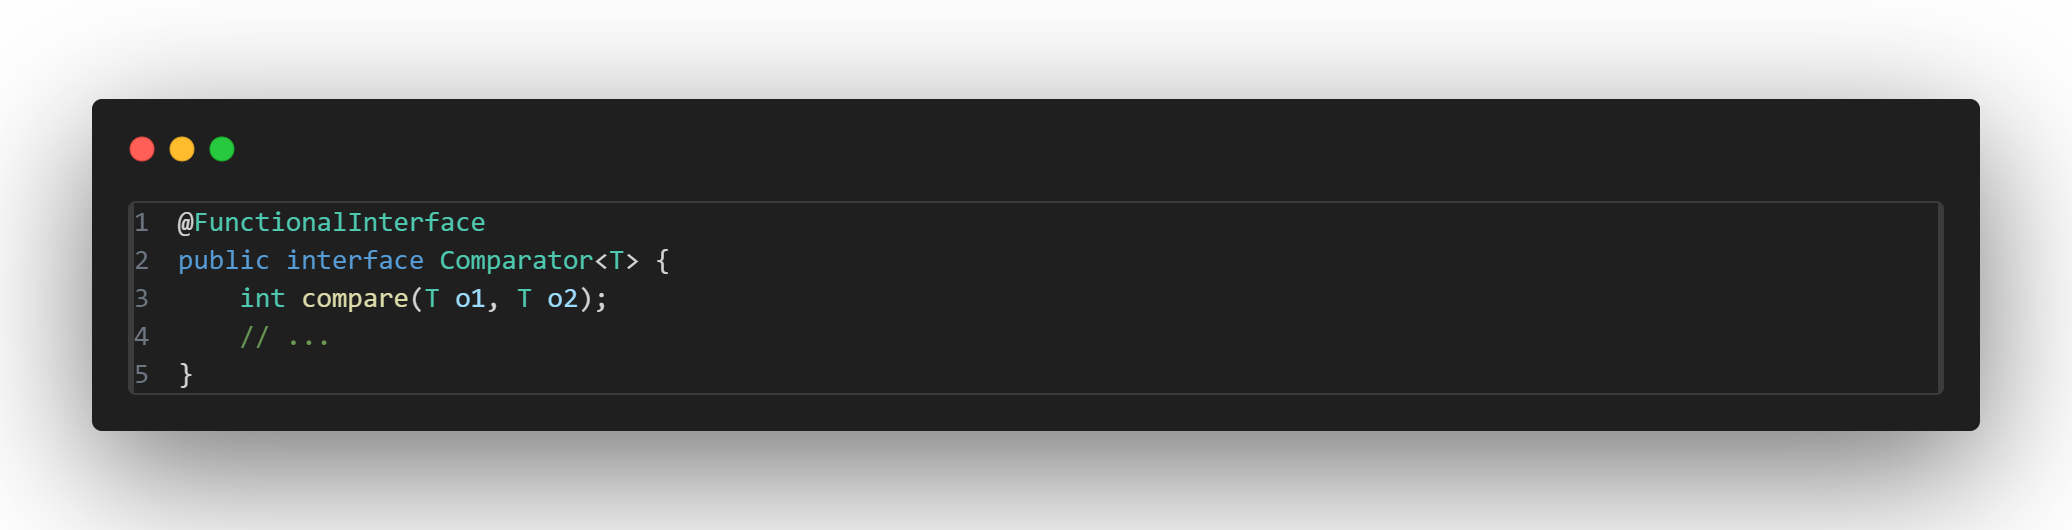 1 @FunctionalInterface
2 public interface Comparator<T> {
3     int compare(T o1, T o2);
4     // ...
5 }